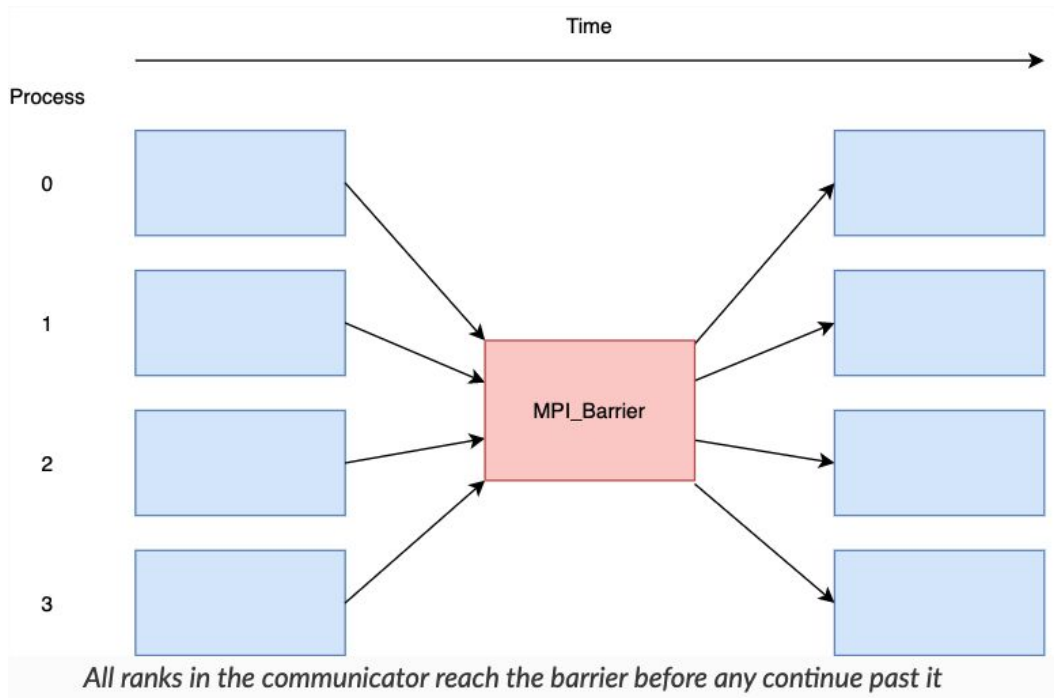 Time
Process
0
1
MPI_Barrier
2
3
All ranks in the communicator reach the barrier before any continue past it